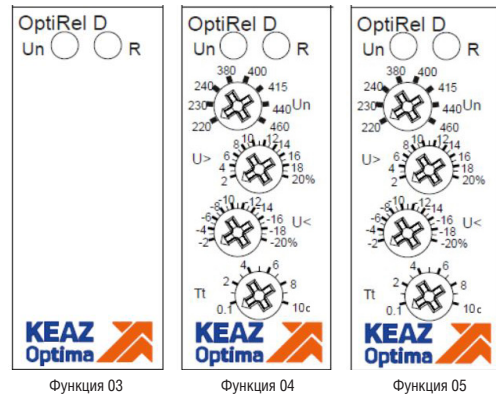 OptiRel D
Un R
KEAZ
Optima
Функция 03
OptiRel D
Un R
380 400
240 415
230 440 Un
220 460
10 12
8 14
U> 6 16
4 18
2 20%
-10 -12
-8 -14
-6 -16 U<
-4 -18
-2 -20%
4 6
2 8
Tt 0.1 10c
KEAZ
Optima
Функция 04
OptiRel D
Un R
380 400
240 415
230 440 Un
220 460
10 12
8 14
U> 6 16
4 18
2 20%
-10 -12
-8 -14
-6 -16 U<
-4 -18
-2 -20%
4 6
2 8
Tt 0.1 10c
KEAZ
Optima
Функция 05